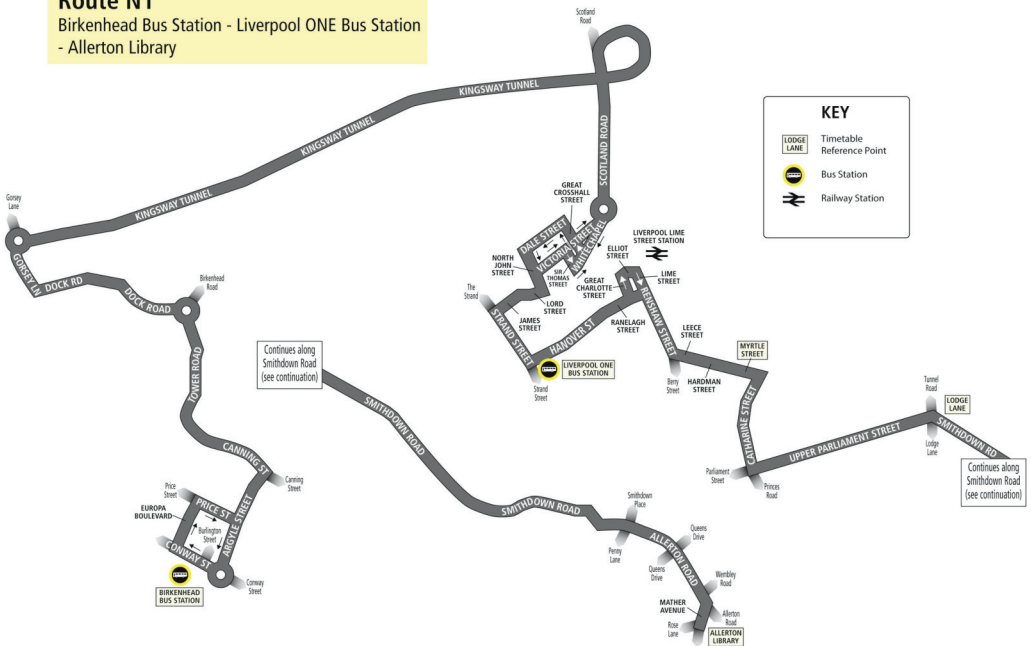 Route N1
Birkenhead Bus Station - Liverpool ONE Bus Station
- Allerton Library
KEY
LODGE
LANE
Timetable
Reference Point
Bus Station
Railway Station
Scotland
Road
KINGSWAY TUNNEL
KINGSWAY TUNNEL
KINGSWAY TUNNEL
SCOTLAND ROAD
Gorsey
Lane
GORSEY LN
DOCK RD
DOCK ROAD
Birkenhead
Road
TOWER ROAD
CANNING ST
Canning
Street
ARGYLE STREET
Price
Street
PRICE ST
EUROPA
BOULEVARD
Burlington
Street
CONWAY ST
Conway
Street
BIRKENHEAD
BUS STATION
GREAT
CROSSHALL
STREET
DALE STREET
VICTORIA STREET
WHITECHAPEL
SIR
THOMAS
STREET
NORTH
JOHN
STREET
LORD
STREET
JAMES
STREET
The
Strand
STRAND STREET
Strand
Street
HANOVER ST
LIVERPOOL ONE
BUS STATION
RANELAGH
STREET
GREAT
CHARLOTTE
STREET
ELLIOT
STREET
LIVERPOOL LIME
STREET STATION
LIME
STREET
RENSHAW STREET
Berry
Street
LEECE
STREET
HARDMAN
STREET
MYRTLE
STREET
CATHARINE STREET
Parliament
Street
Princes
Road
UPPER PARLIAMENT STREET
Tunnel
Road
LODGE
LANE
Lodge
Lane
SMITHDOWN RD
Continues along
Smithdown Road
(see continuation)
Continues along
Smithdown Road
(see continuation)
SMITHDOWN ROAD
SMITHDOWN ROAD
Smithdown
Place
Penny
Lane
ALLERTON ROAD
Queens
Drive
Queens
Drive
Wembley
Road
Allerton
Road
MATHER
AVENUE
Rose
Lane
ALLERTON
LIBRARY